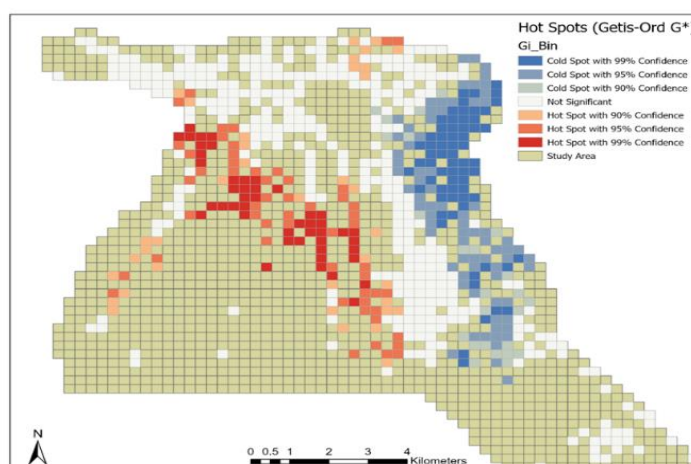 Hot Spots (Getis-Ord G*)
Gi_Bin
Cold Spot with 99% Confidence
Cold Spot with 95% Confidence
Cold Spot with 90% Confidence
Not Significant
Hot Spot with 90% Confidence
Hot Spot with 95% Confidence
Hot Spot with 99% Confidence
Study Area
N
0 0.5 1 2 3 4
Kilometers